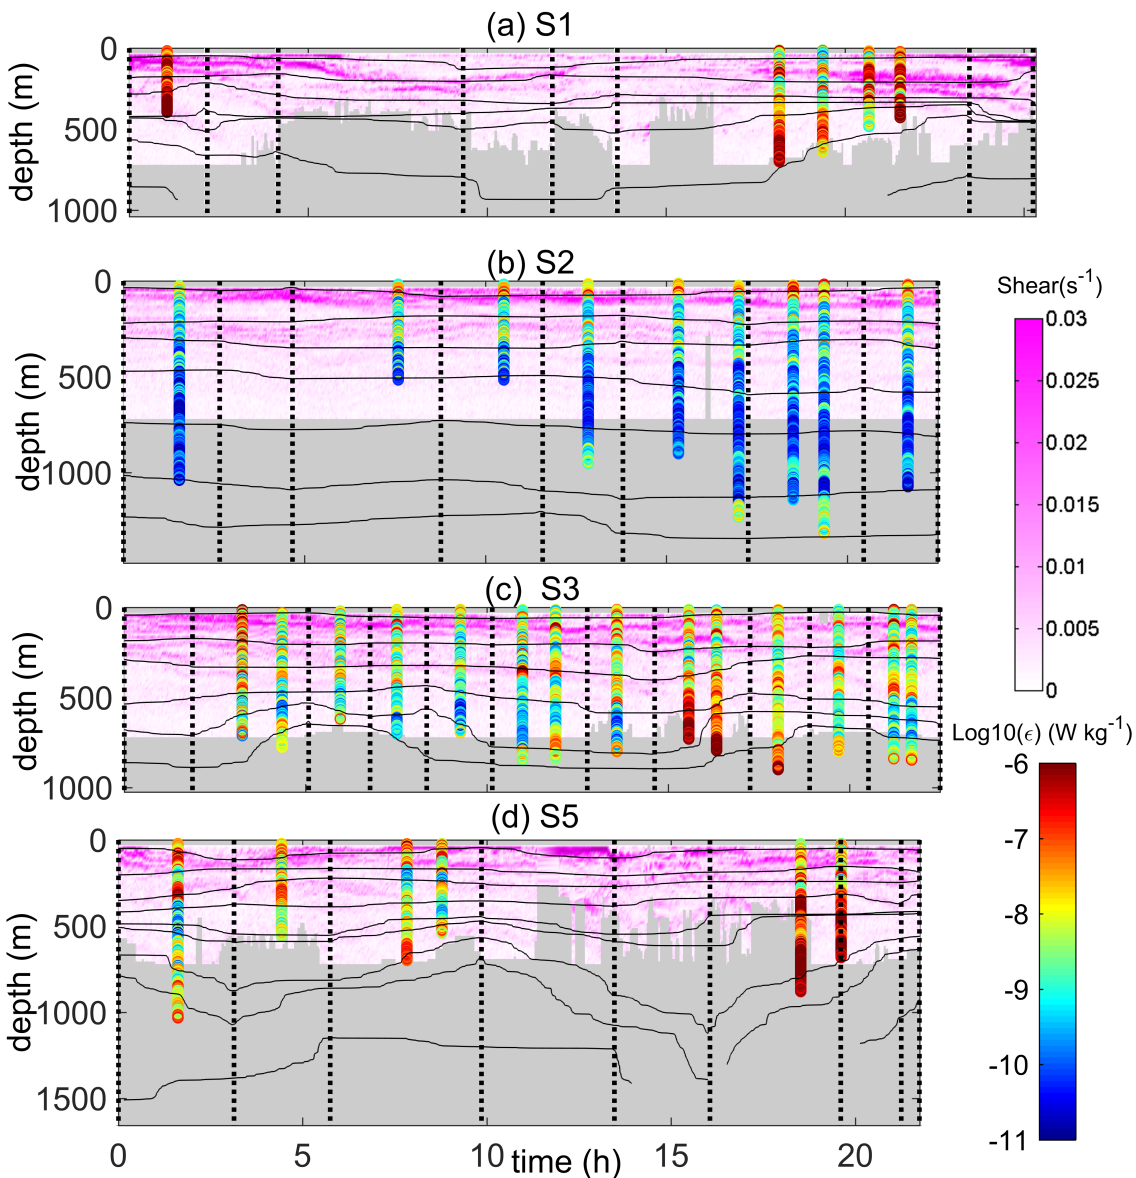 (a) S1
0
500
1000
depth (m)
(b) S2
0
500
1000
depth (m)
Shear(s⁻¹)
0.03
0.025
0.02
0.015
0.01
0.005
0
(c) S3
0
500
1000
depth (m)
Log10(ϵ) (W kg⁻¹)
-6
-7
-8
-9
-10
-11
(d) S5
0
500
1000
1500
depth (m)
0 5 10 15 20
time (h)